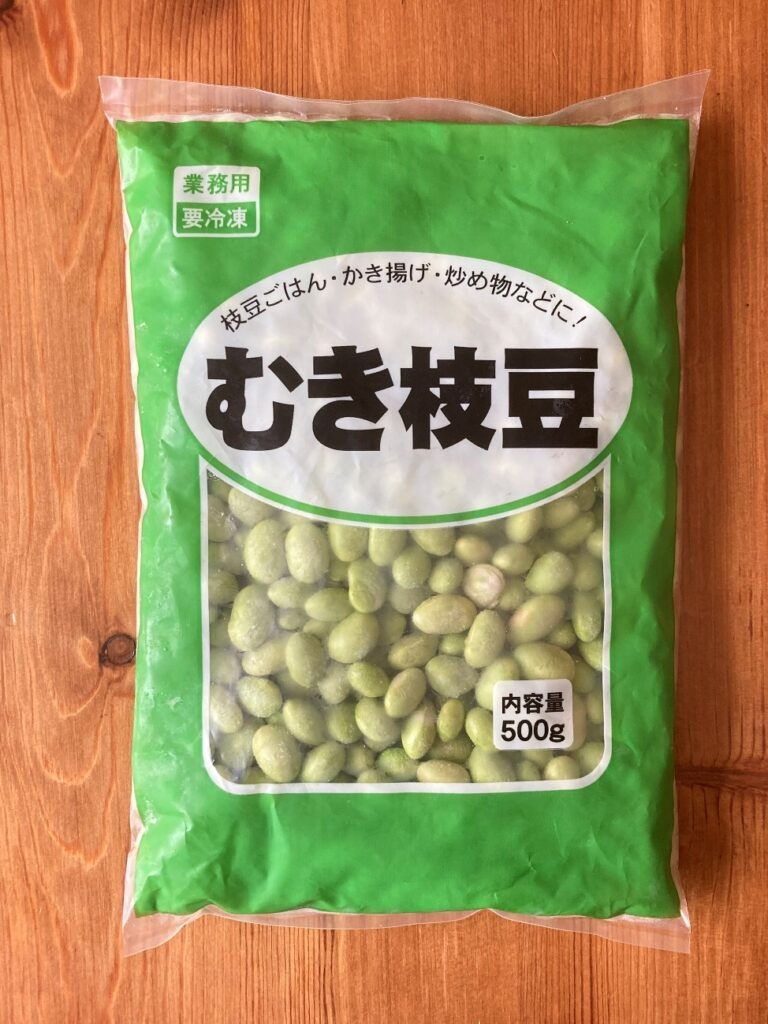 業務用
要冷凍
枝豆ごはん・かき揚げ・炒め物などに!
むき枝豆
内容量
500g